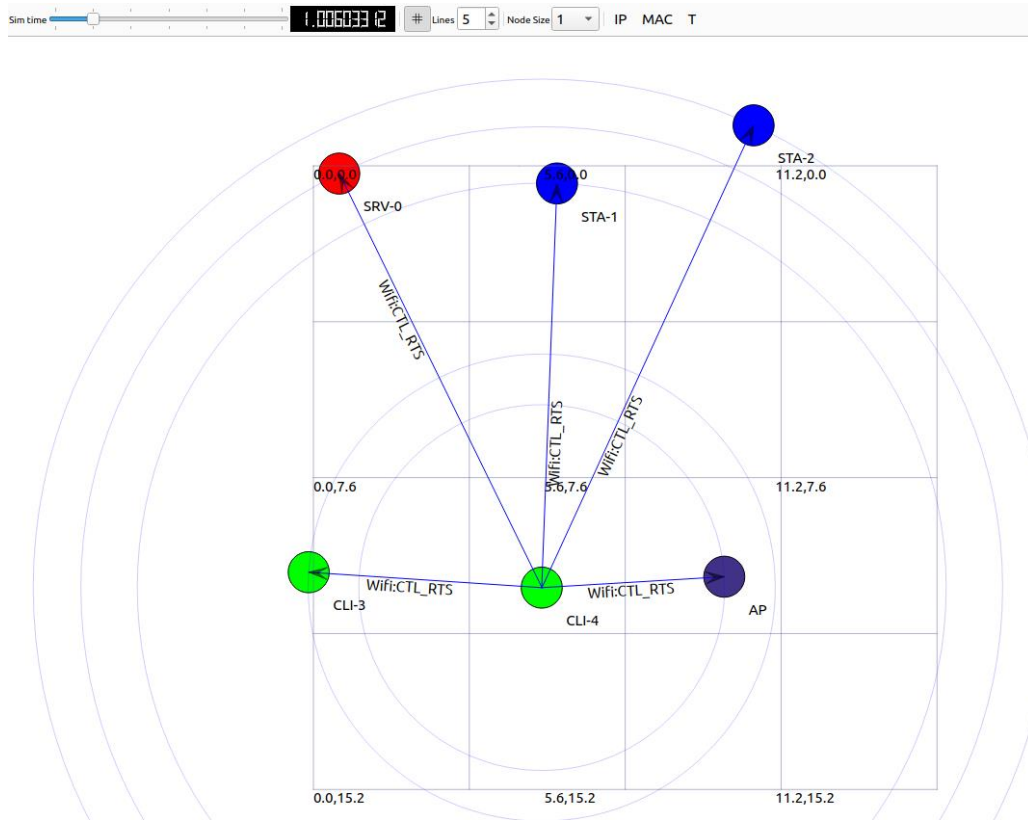 Sim time 1.00603312 # Lines 5 Node Size 1 IP MAC T
STA-2
0.0,0.0 5.6,0.0 11.2,0.0
SRV-0
STA-1
Wifi:CTL_RTS
Wifi:CTL_RTS
Wifi:CTL_RTS
0.0,7.6 5.6,7.6 11.2,7.6
Wifi:CTL_RTS
Wifi:CTL_RTS
CLI-3
AP
CLI-4
0.0,15.2 5.6,15.2 11.2,15.2